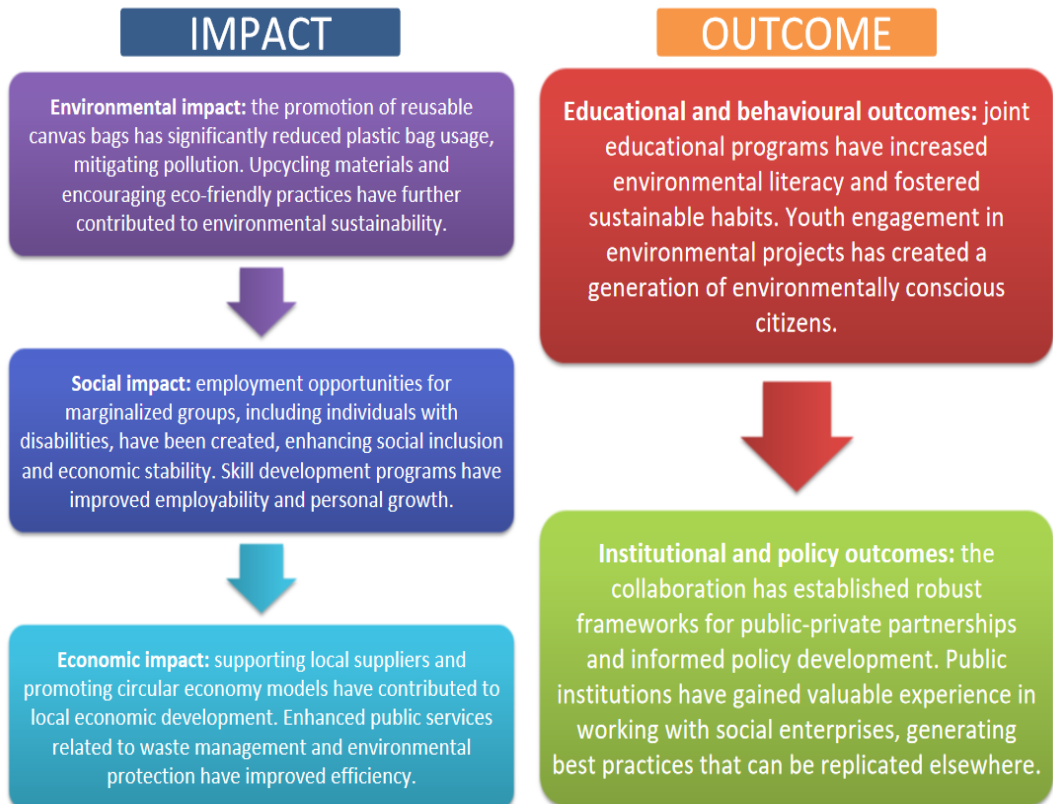 IMPACT
Environmental impact: the promotion of reusable
canvas bags has significantly reduced plastic bag usage,
mitigating pollution. Upcycling materials and
encouraging eco-friendly practices have further
contributed to environmental sustainability.
Social impact: employment opportunities for
marginalized groups, including individuals with
disabilities, have been created, enhancing social inclusion
and economic stability. Skill development programs have
improved employability and personal growth.
Economic impact: supporting local suppliers and
promoting circular economy models have contributed to
local economic development. Enhanced public services
related to waste management and environmental
protection have improved efficiency.
OUTCOME
Educational and behavioural outcomes: joint
educational programs have increased
environmental literacy and fostered
sustainable habits. Youth engagement in
environmental projects has created a
generation of environmentally conscious
citizens.
Institutional and policy outcomes: the
collaboration has established robust
frameworks for public-private partnerships
and informed policy development. Public
institutions have gained valuable experience in
working with social enterprises, generating
best practices that can be replicated elsewhere.